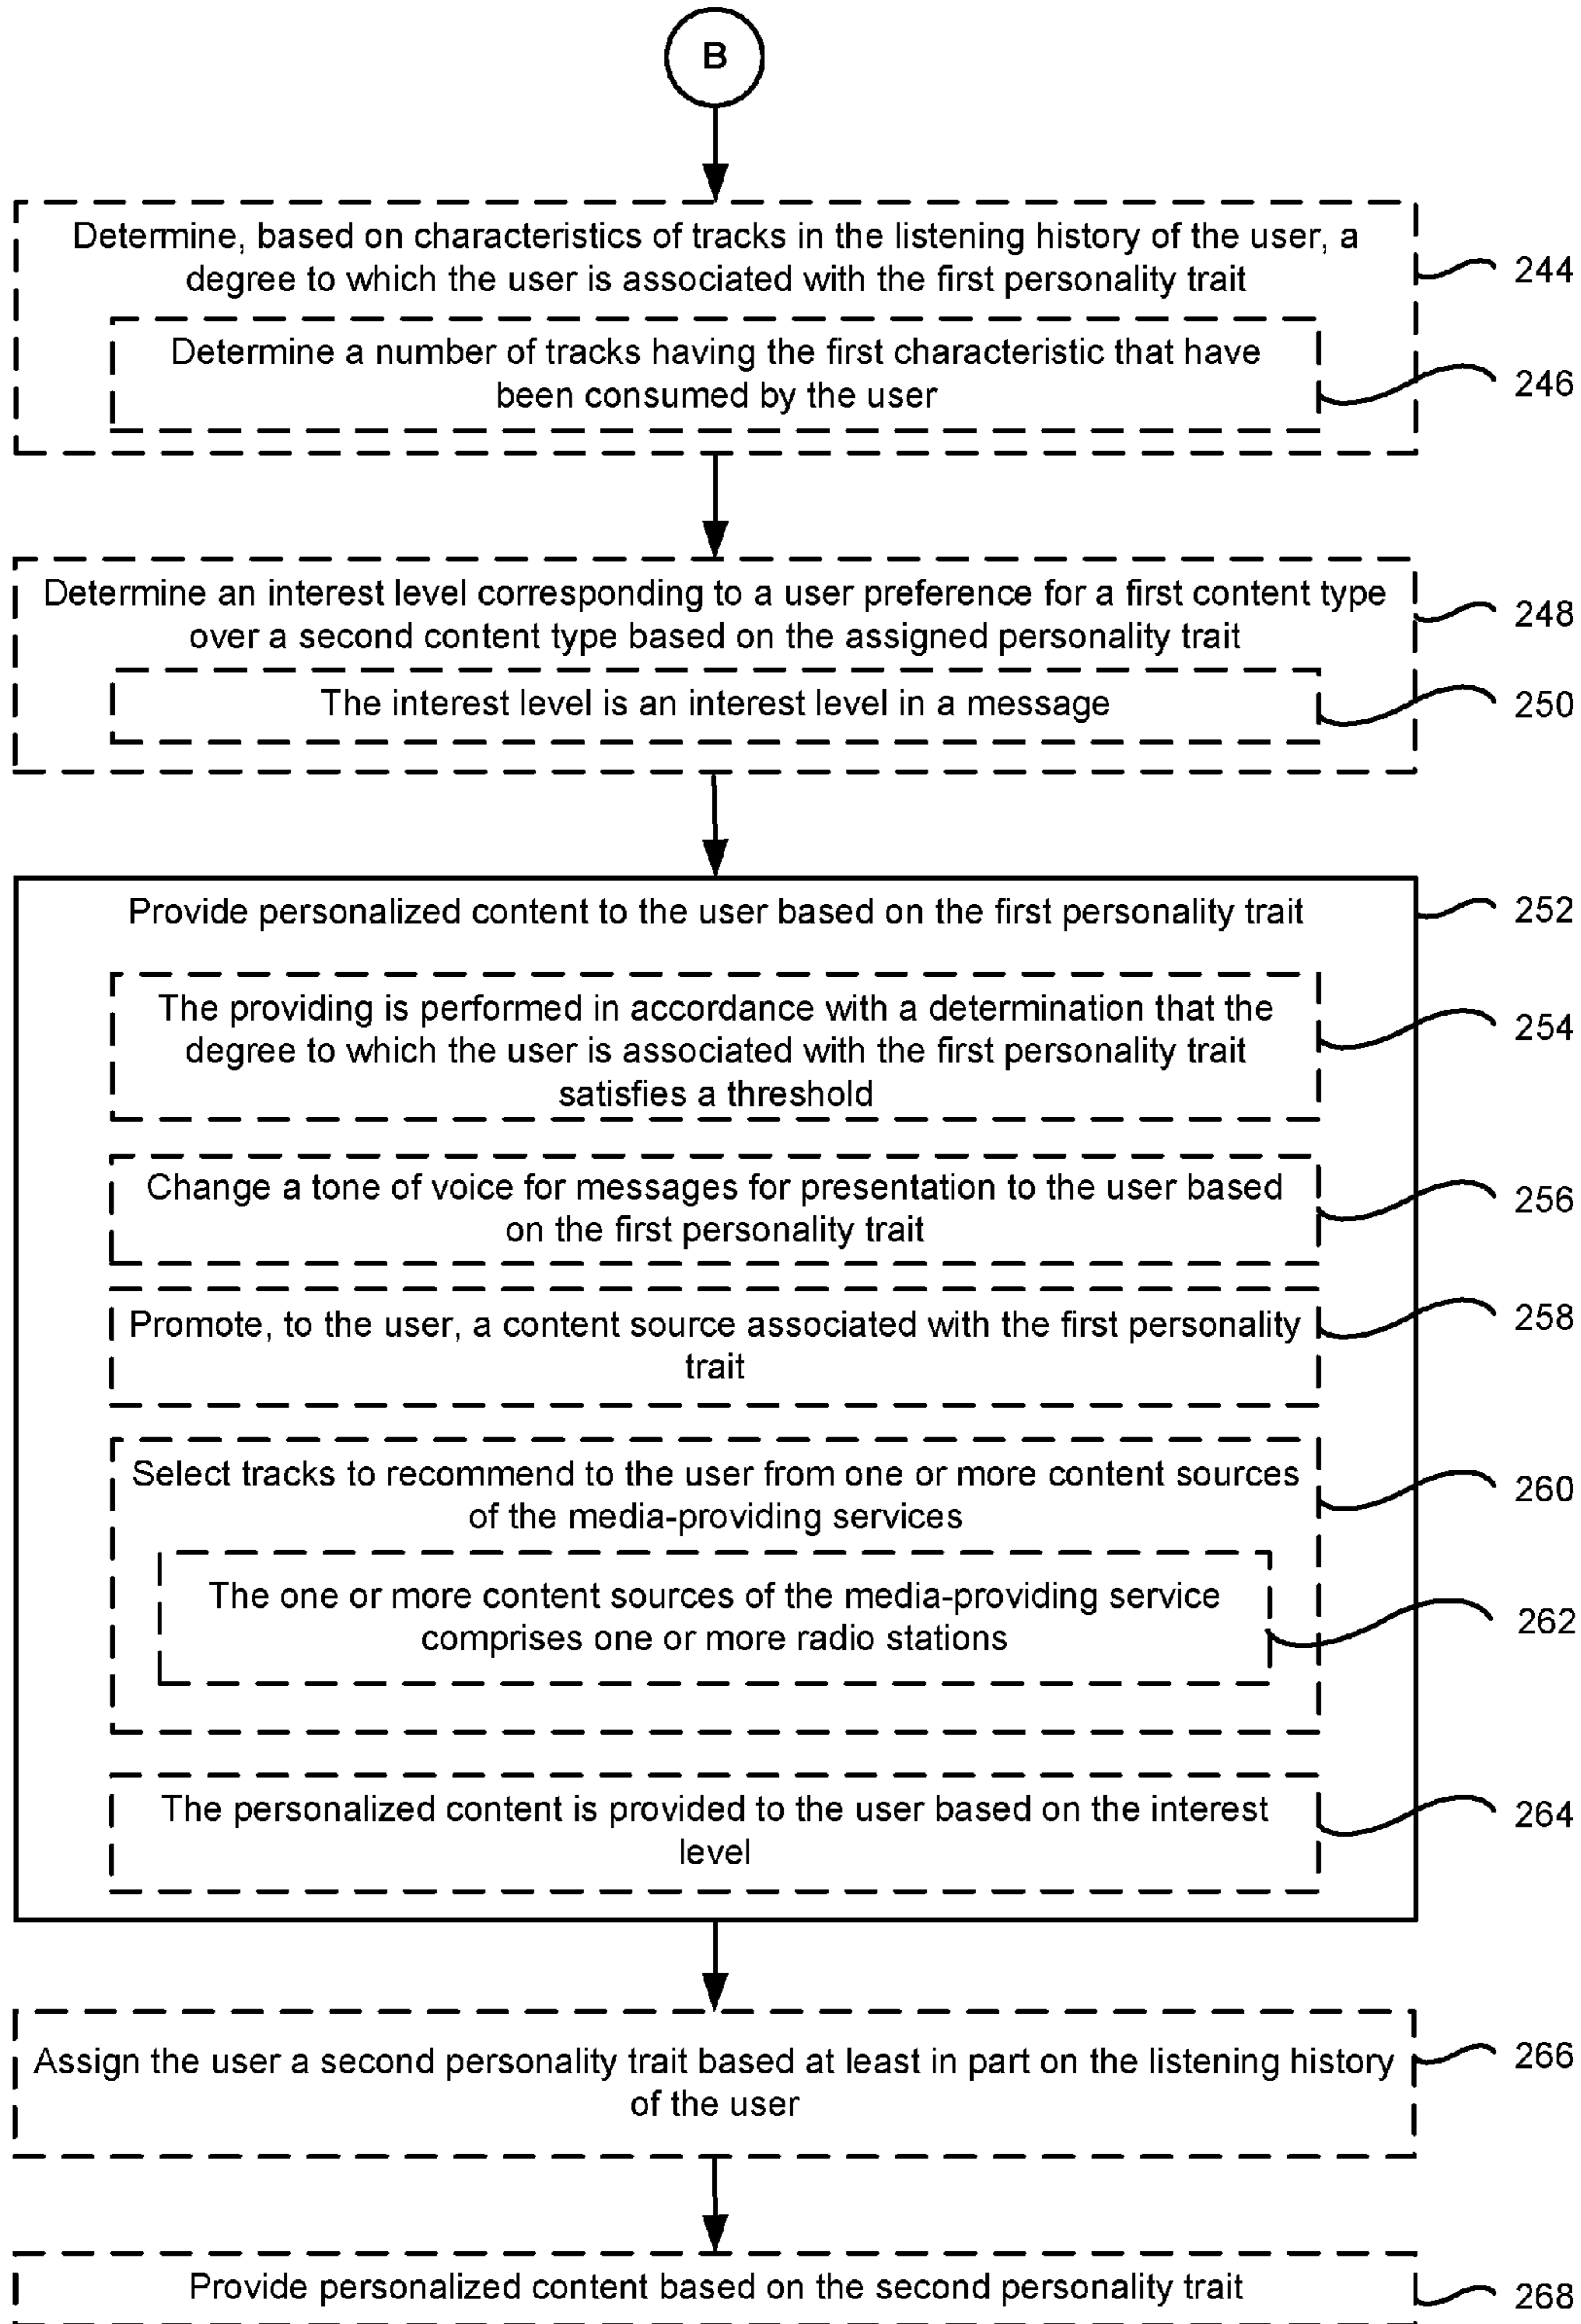 B
Determine, based on characteristics of tracks in the listening history of the user, a
degree to which the user is associated with the first personality trait
244
Determine a number of tracks having the first characteristic that have
been consumed by the user
246
Determine an interest level corresponding to a user preference for a first content type
over a second content type based on the assigned personality trait
248
The interest level is an interest level in a message
250
Provide personalized content to the user based on the first personality trait
252
The providing is performed in accordance with a determination that the
degree to which the user is associated with the first personality trait
satisfies a threshold
254
Change a tone of voice for messages for presentation to the user based
on the first personality trait
256
Promote, to the user, a content source associated with the first personality
trait
258
Select tracks to recommend to the user from one or more content sources
of the media-providing services
260
The one or more content sources of the media-providing service
comprises one or more radio stations
262
The personalized content is provided to the user based on the interest
level
264
Assign the user a second personality trait based at least in part on the listening history
of the user
266
Provide personalized content based on the second personality trait
268